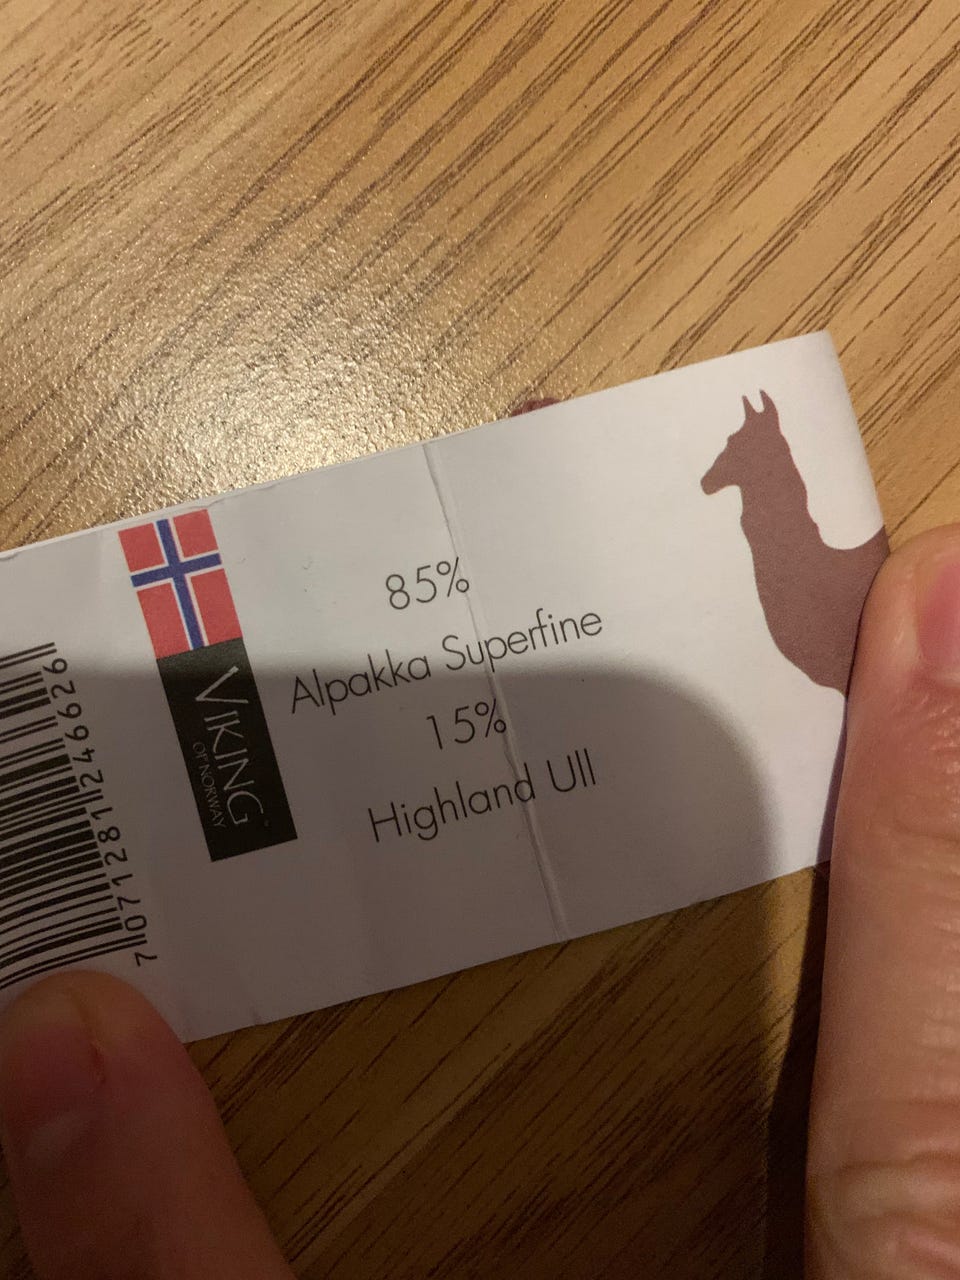 85%
Alpakka Superfine
15%
Highland Ull
VIKING
OF NORWAY
7071281246626